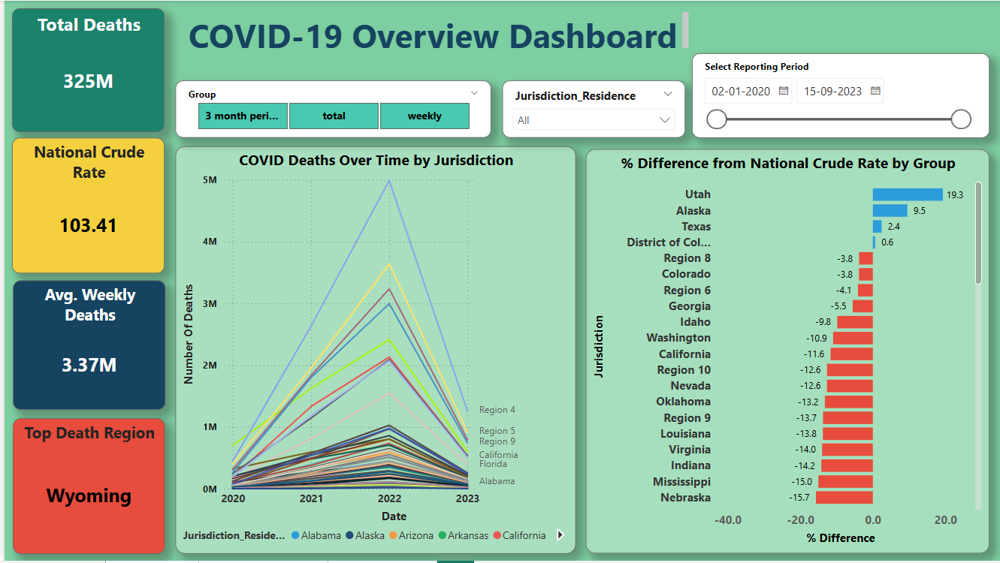 Total Deaths
325M
COVID-19 Overview Dashboard
Group
3 month peri...
total
weekly
Jurisdiction_Residence
All
Select Reporting Period
02-01-2020
15-09-2023
National Crude
Rate
103.41
Avg. Weekly
Deaths
3.37M
Top Death Region
Wyoming
COVID Deaths Over Time by Jurisdiction
Number Of Deaths
5M
4M
3M
2M
1M
0M
Region 4
Region 5
Region 9
California
Florida
Alabama
2020 2021 2022 2023
Date
Jurisdiction_Reside... Alabama Alaska Arizona Arkansas California
% Difference from National Crude Rate by Group
Jurisdiction
Utah 19.3
Alaska 9.5
Texas 2.4
District of Col... 0.6
Region 8 -3.8
Colorado -3.8
Region 6 -4.1
Georgia -5.5
Idaho -9.8
Washington -10.9
California -11.6
Region 10 -12.6
Nevada -12.6
Oklahoma -13.2
Region 9 -13.7
Louisiana -13.8
Virginia -14.0
Indiana -14.2
Mississippi -15.0
Nebraska -15.7
-40.0 -20.0 0.0 20.0
% Difference